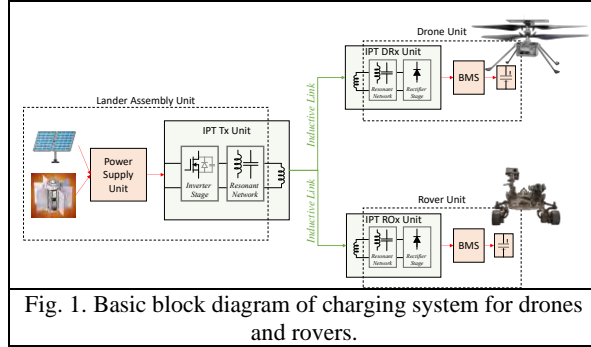 Drone Unit
IPT DRx Unit
Resonant
Network
Rectifier
Stage
BMS
Inductive Link
Lander Assembly Unit
IPT Tx Unit
Power
Supply
Unit
Inverter
Stage
Resonant
Network
Inductive Link
Rover Unit
IPT ROx Unit
Resonant
Network
Rectifier
Stage
BMS
Fig. 1. Basic block diagram of charging system for drones
and rovers.